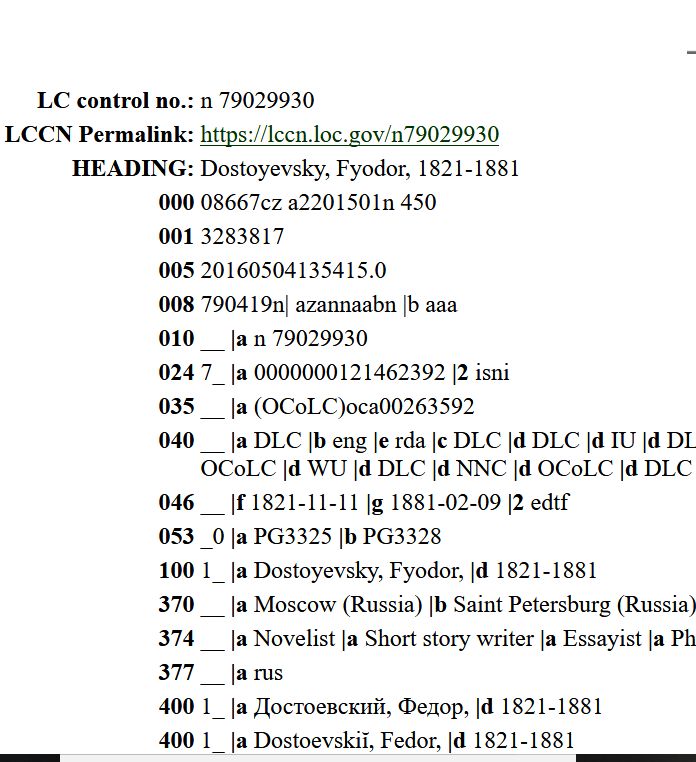 LC control no.: n 79029930
LCCN Permalink: https://lccn.loc.gov/n79029930
HEADING: Dostoyevsky, Fyodor, 1821-1881
000 08667cz a2201501n 450
001 3283817
005 20160504135415.0
008 790419n| azannaabn |b aaa
010 __ |a n 79029930
024 7_ |a 0000000121462392 |2 isni
035 __ |a (OCoLC)oca00263592
040 __ |a DLC |b eng |e rda |c DLC |d DLC |d IU |d DL
OCoLC |d WU |d DLC |d NNC |d OCoLC |d DLC
046 __ |f 1821-11-11 |g 1881-02-09 |2 edtf
053 _0 |a PG3325 |b PG3328
100 1_ |a Dostoyevsky, Fyodor, |d 1821-1881
370 __ |a Moscow (Russia) |b Saint Petersburg (Russia)
374 __ |a Novelist |a Short story writer |a Essayist |a Ph
377 __ |a rus
400 1_ |a Достоевский, Федор, |d 1821-1881
400 1_ |a Dostoevskiĭ, Fedor, |d 1821-1881